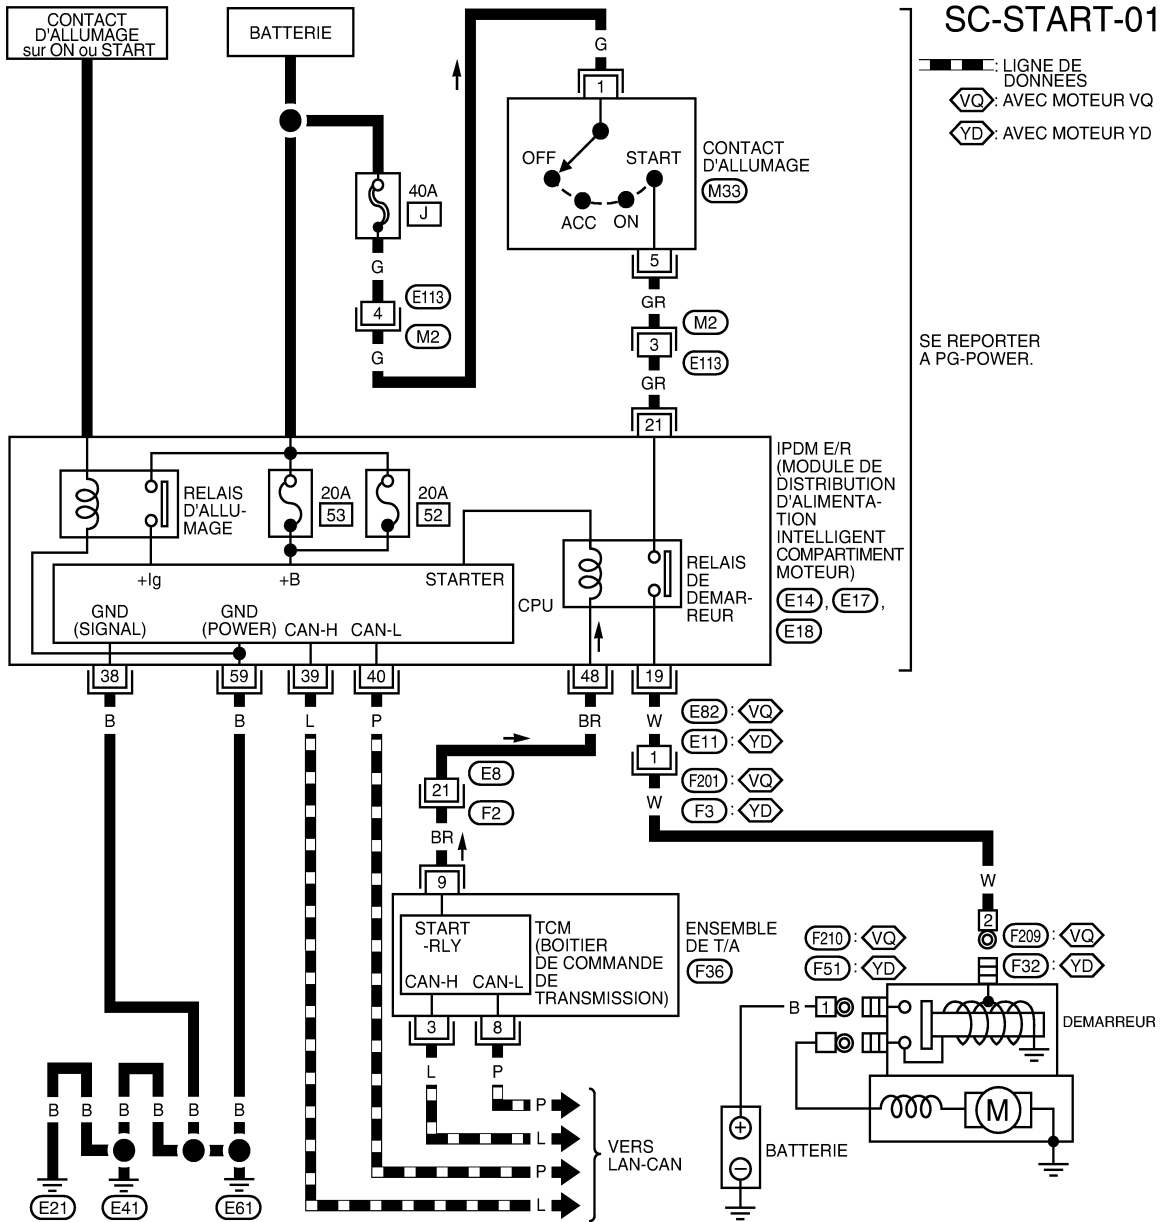 CONTACT
D'ALLUMAGE
sur ON ou START
BATTERIE
SC-START-01
: LIGNE DE
DONNEES
VQ : AVEC MOTEUR VQ
YD : AVEC MOTEUR YD
G
1
OFF
START
ACC
ON
CONTACT
D'ALLUMAGE
M33
40A
J
G
4
E113
M2
G
5
GR
3
M2
E113
GR
21
SE REPORTER
A PG-POWER.
RELAIS
D'ALLU-
MAGE
20A
53
20A
52
+Ig
+B
STARTER
GND
(SIGNAL)
GND
(POWER)
CAN-H
CAN-L
CPU
RELAIS
DE
DEMAR-
REUR
IPDM E/R
(MODULE DE
DISTRIBUTION
D'ALIMENTA-
TION
INTELLIGENT
COMPARTIMENT
MOTEUR)
E14 , E17 ,
E18
38
59
39
40
48
19
B
B
L
P
BR
W
E82 : VQ
E11 : YD
1
F201 : VQ
F3 : YD
W
21
E8
F2
BR
9
START
-RLY
CAN-H
CAN-L
TCM
(BOITIER
DE COMMANDE
DE
TRANSMISSION)
ENSEMBLE
DE T/A
F36
3
8
L
P
W
2
F210 : VQ
F51 : YD
F209 : VQ
F32 : YD
B
1
DEMARREUR
M
BATTERIE
P
L
P
L
VERS
LAN-CAN
B
B
B
B
B
B
E21
E41
E61